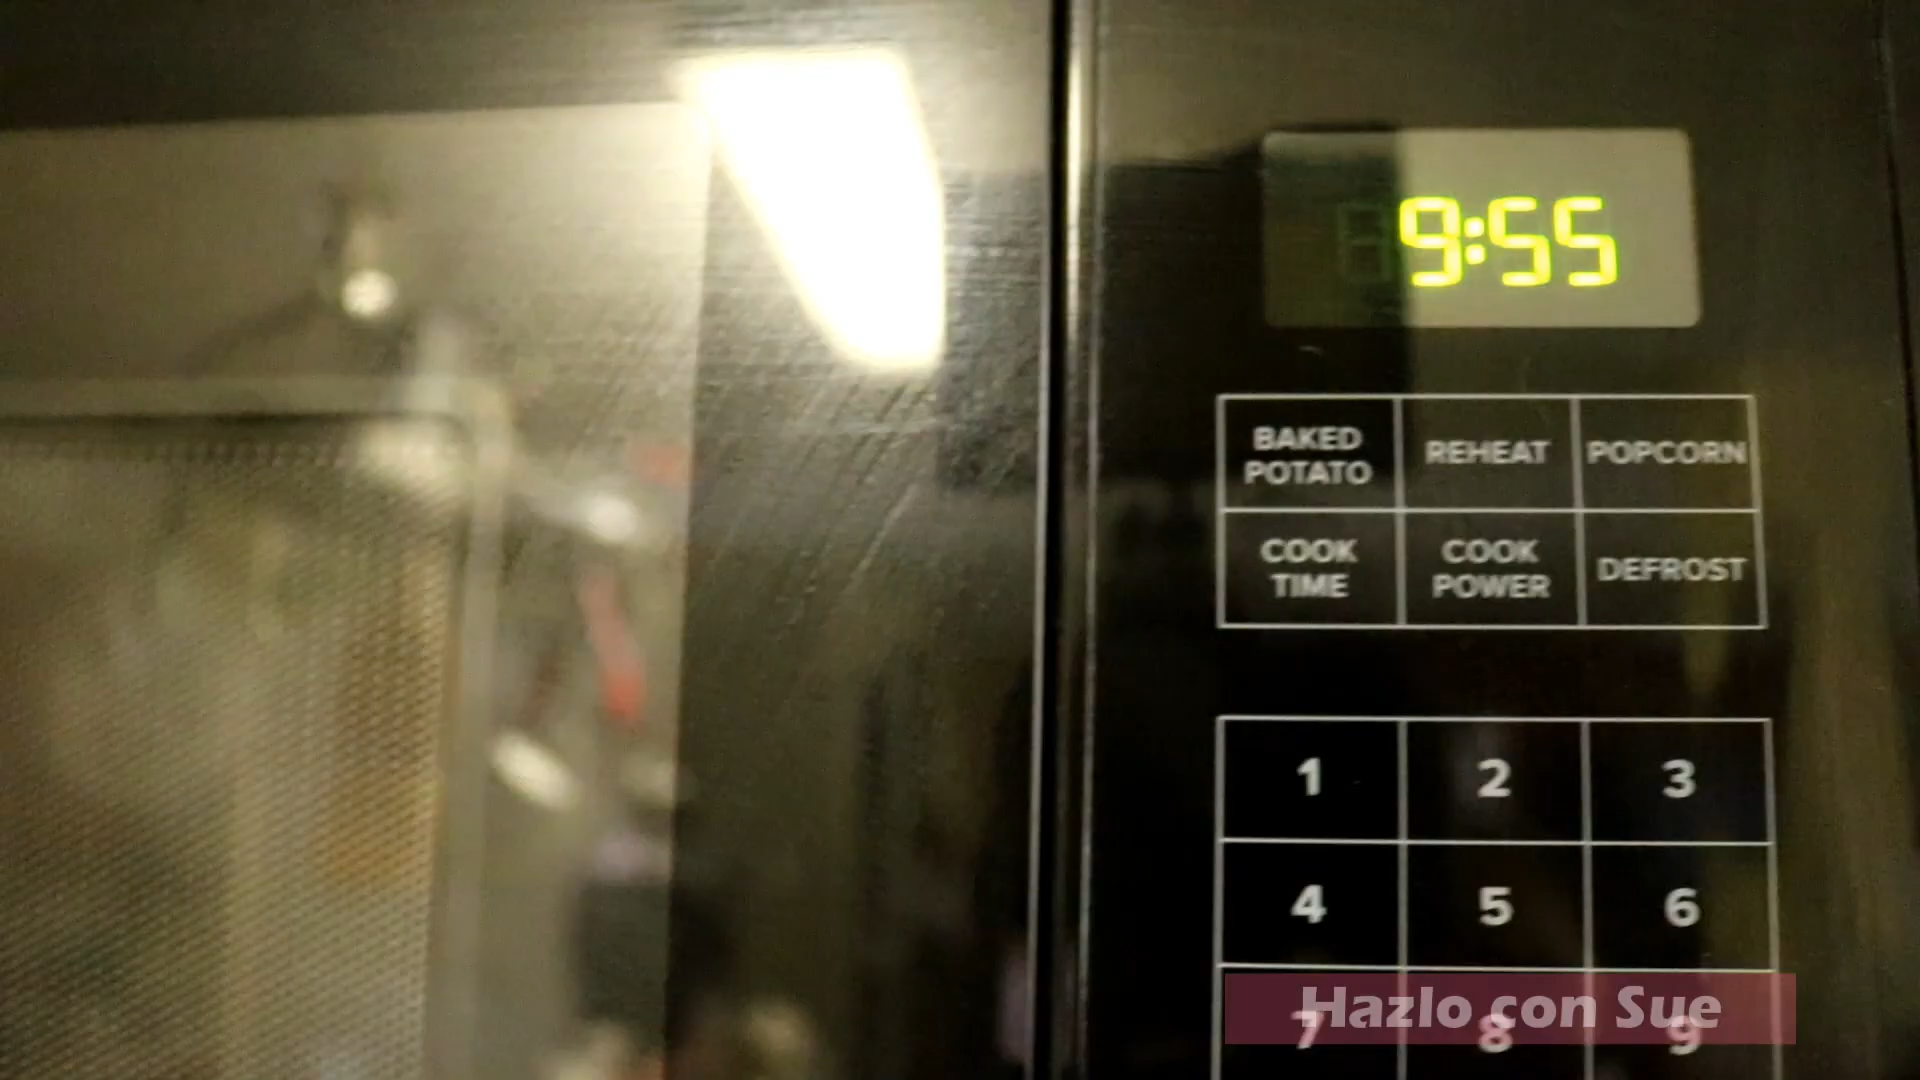 9:55
BAKED
POTATO
REHEAT
POPCORN
COOK
TIME
COOK
POWER
DEFROST
1
2
3
4
5
6
7
8
9
Hazlo con Sue